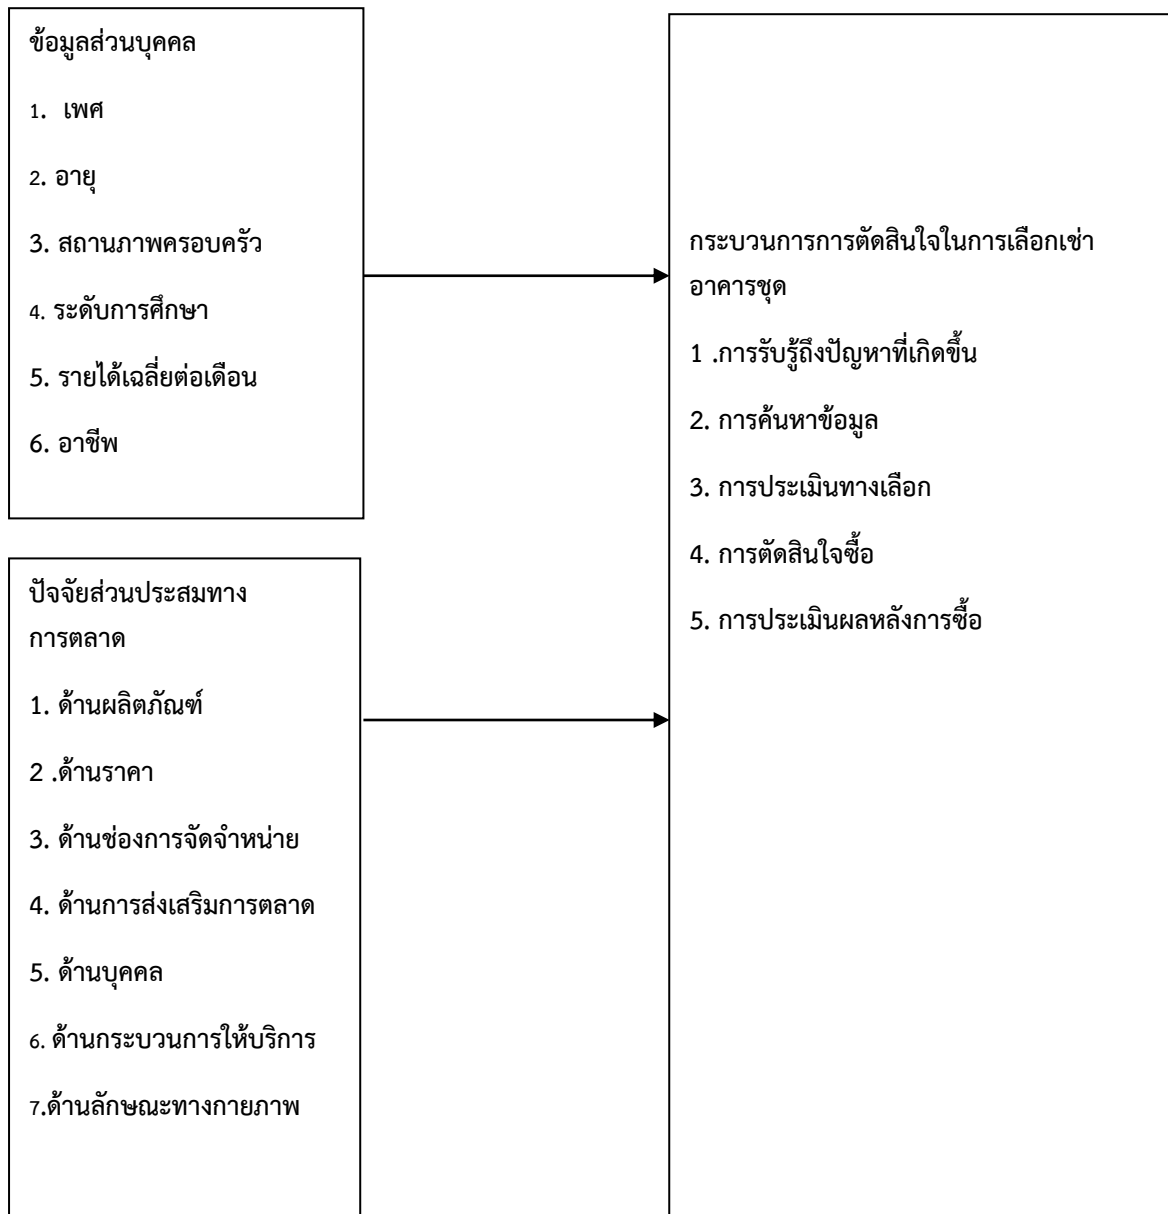 ข้อมูลส่วนบุคคล
1. เพศ
2. อายุ
3. สถานภาพครอบครัว
4. ระดับการศึกษา
5. รายได้เฉลี่ยต่อเดือน
6. อาชีพ
ปัจจัยส่วนประสมทาง
การตลาด
1. ด้านผลิตภัณฑ์
2 .ด้านราคา
3. ด้านช่องการจัดจำหน่าย
4. ด้านการส่งเสริมการตลาด
5. ด้านบุคคล
6. ด้านกระบวนการให้บริการ
7.ด้านลักษณะทางกายภาพ
กระบวนการการตัดสินใจในการเลือกเช่า
อาคารชุด
1 .การรับรู้ถึงปัญหาที่เกิดขึ้น
2. การค้นหาข้อมูล
3. การประเมินทางเลือก
4. การตัดสินใจซื้อ
5. การประเมินผลหลังการซื้อ